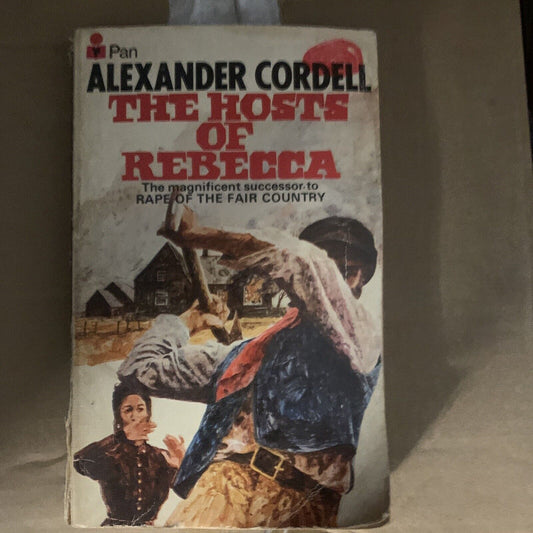 Pan
ALEXANDER CORDELL
THE HOSTS
OF
REBECCA
The magnificent successor to
RAPE OF THE FAIR COUNTRY